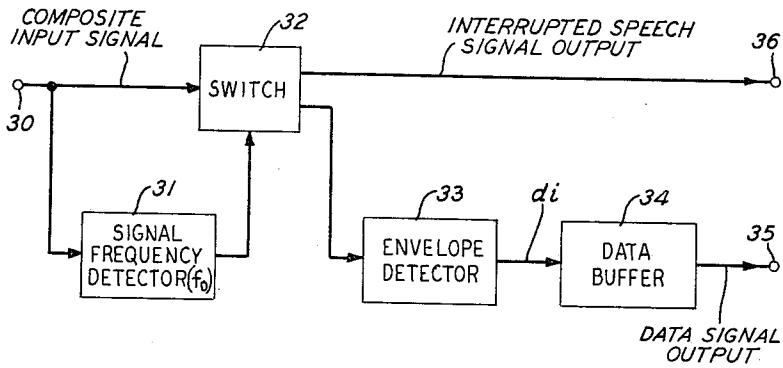 COMPOSITE
INPUT SIGNAL
32
INTERRUPTED SPEECH
SIGNAL OUTPUT
36
SWITCH
30
31
SIGNAL
FREQUENCY
DETECTOR(f₀)
33
ENVELOPE
DETECTOR
di
34
DATA
BUFFER
35
DATA SIGNAL
OUTPUT